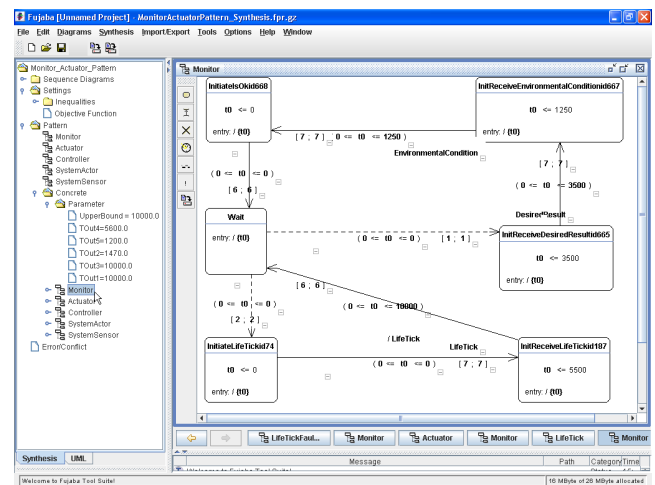 Fujaba [Unnamed Project] - MonitorActuatorPattern_Synthesis.fpr.gz
File Edit Diagrams Synthesis Import/Export Tools Options Help Window
Monitor_Actuator_Pattern
Sequence Diagrams
Settings
Inequalities
Objective Function
Pattern
Monitor
Actuator
Controller
SystemActor
SystemSensor
Concrete
Parameter
UpperBound = 10000.0
TOut4=5600.0
TOut5=1200.0
TOut2=1470.0
TOut3=10000.0
TOut1=10000.0
Monitor
Actuator
Controller
SystemActor
SystemSensor
Error/Conflict
Synthesis UML
Monitor
InitiateIsOkid668
t0 <= 0
entry: / {t0}
InitReceiveEnvironmentalConditionid667
t0 <= 1250
entry: / {t0}
[ 7 ; 7 ] ( 0 <= t0 <= 1250 )
EnvironmentalCondition
( 0 <= t0 <= 0 )
[ 6 ; 6 ]
[ 7 ; 7 ]
( 0 <= t0 <= 3500 )
DesiredResult
Wait
entry: / {t0}
( 0 <= t0 <= 0 ) [ 1 ; 1 ]
InitReceiveDesiredResultid665
t0 <= 3500
entry: / {t0}
[ 6 ; 6 ]
( 0 <= t0 <= 10000 )
( 0 <= t0 <= 0 )
[ 2 ; 2 ]
/ LifeTick
LifeTick
InitiateLifeTickid74
t0 <= 0
entry: / {t0}
( 0 <= t0 <= 0 ) [ 7 ; 7 ]
InitReceiveLifeTickid187
t0 <= 5500
entry: / {t0}
LifeTickFaul... Monitor Actuator Monitor LifeTick Monitor
Message Path Category Time
Welcome to Fujaba Tool Suite!
16 MByte of 26 MByte allocated